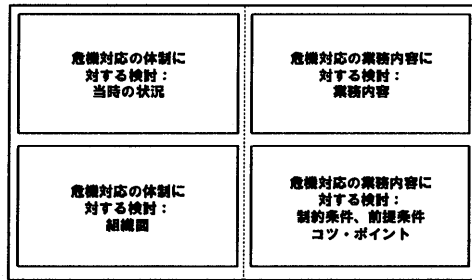 危機対応の体制に
対する検討:
当時の状況
危機対応の業務内容に
対する検討:
業務内容
危機対応の体制に
対する検討:
組織図
危機対応の業務内容に
対する検討:
制約条件、前提条件
コツ・ポイント